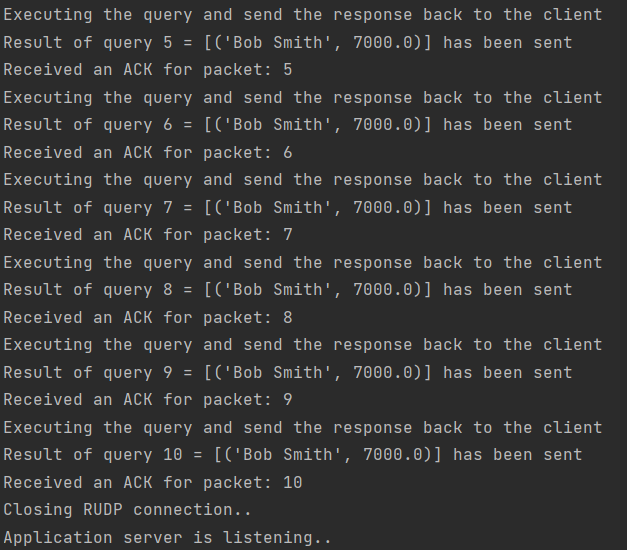 Executing the query and send the response back to the client
Result of query 5 = [('Bob Smith', 7000.0)] has been sent
Received an ACK for packet: 5
Executing the query and send the response back to the client
Result of query 6 = [('Bob Smith', 7000.0)] has been sent
Received an ACK for packet: 6
Executing the query and send the response back to the client
Result of query 7 = [('Bob Smith', 7000.0)] has been sent
Received an ACK for packet: 7
Executing the query and send the response back to the client
Result of query 8 = [('Bob Smith', 7000.0)] has been sent
Received an ACK for packet: 8
Executing the query and send the response back to the client
Result of query 9 = [('Bob Smith', 7000.0)] has been sent
Received an ACK for packet: 9
Executing the query and send the response back to the client
Result of query 10 = [('Bob Smith', 7000.0)] has been sent
Received an ACK for packet: 10
Closing RUDP connection..
Application server is listening..